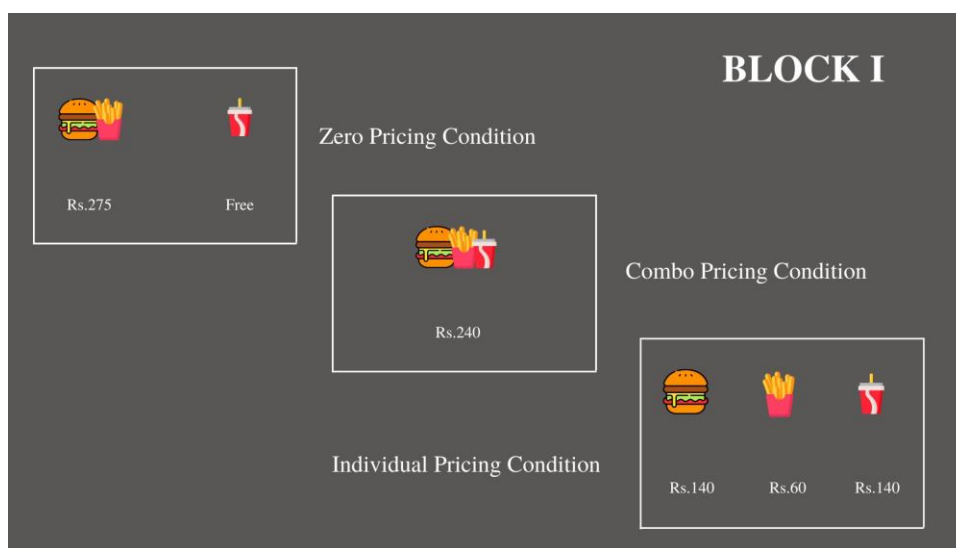 BLOCK I
Rs.275 Free
Zero Pricing Condition
Rs.240
Combo Pricing Condition
Rs.140 Rs.60 Rs.140
Individual Pricing Condition